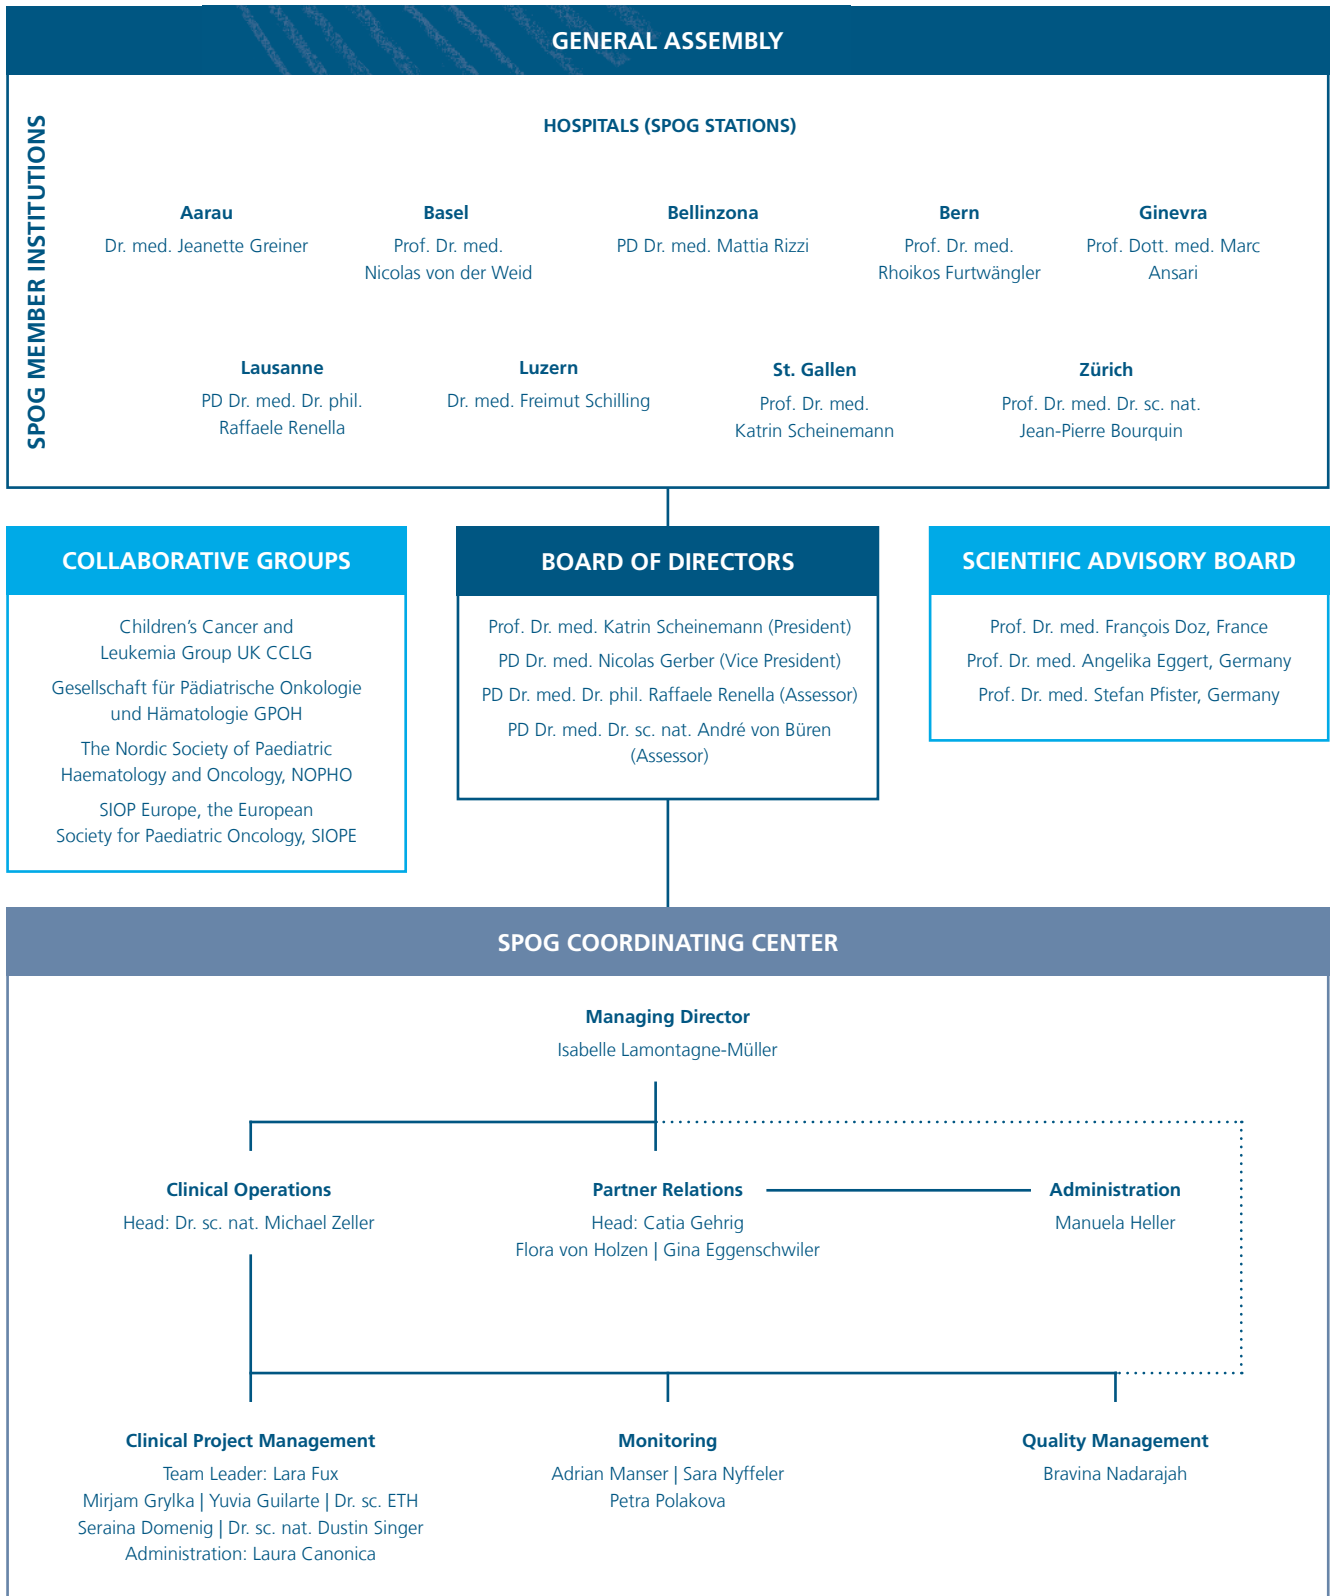 GENERAL ASSEMBLY
SPOG MEMBER INSTITUTIONS
HOSPITALS (SPOG STATIONS)
Aarau
Dr. med. Jeanette Greiner
Basel
Prof. Dr. med.
Nicolas von der Weid
Bellinzona
PD Dr. med. Mattia Rizzi
Bern
Prof. Dr. med.
Rhoikos Furtwängler
Ginevra
Prof. Dott. med. Marc
Ansari
Lausanne
PD Dr. med. Dr. phil.
Raffaele Renella
Luzern
Dr. med. Freimut Schilling
St. Gallen
Prof. Dr. med.
Katrin Scheinemann
Zürich
Prof. Dr. med. Dr. sc. nat.
Jean-Pierre Bourquin
COLLABORATIVE GROUPS
Children's Cancer and
Leukemia Group UK CCLG
Gesellschaft für Pädiatrische Onkologie
und Hämatologie GPOH
The Nordic Society of Paediatric
Haematology and Oncology, NOPHO
SIOP Europe, the European
Society for Paediatric Oncology, SIOPE
BOARD OF DIRECTORS
Prof. Dr. med. Katrin Scheinemann (President)
PD Dr. med. Nicolas Gerber (Vice President)
PD Dr. med. Dr. phil. Raffaele Renella (Assessor)
PD Dr. med. Dr. sc. nat. André von Büren
(Assessor)
SCIENTIFIC ADVISORY BOARD
Prof. Dr. med. François Doz, France
Prof. Dr. med. Angelika Eggert, Germany
Prof. Dr. med. Stefan Pfister, Germany
SPOG COORDINATING CENTER
Managing Director
Isabelle Lamontagne-Müller
Clinical Operations
Head: Dr. sc. nat. Michael Zeller
Partner Relations
Head: Catia Gehrig
Flora von Holzen | Gina Eggenschwiler
Administration
Manuela Heller
Clinical Project Management
Team Leader: Lara Fux
Mirjam Grylka | Yuvia Guilarte | Dr. sc. ETH
Seraina Domenig | Dr. sc. nat. Dustin Singer
Administration: Laura Canonica
Monitoring
Adrian Manser | Sara Nyffeler
Petra Polakova
Quality Management
Bravina Nadarajah